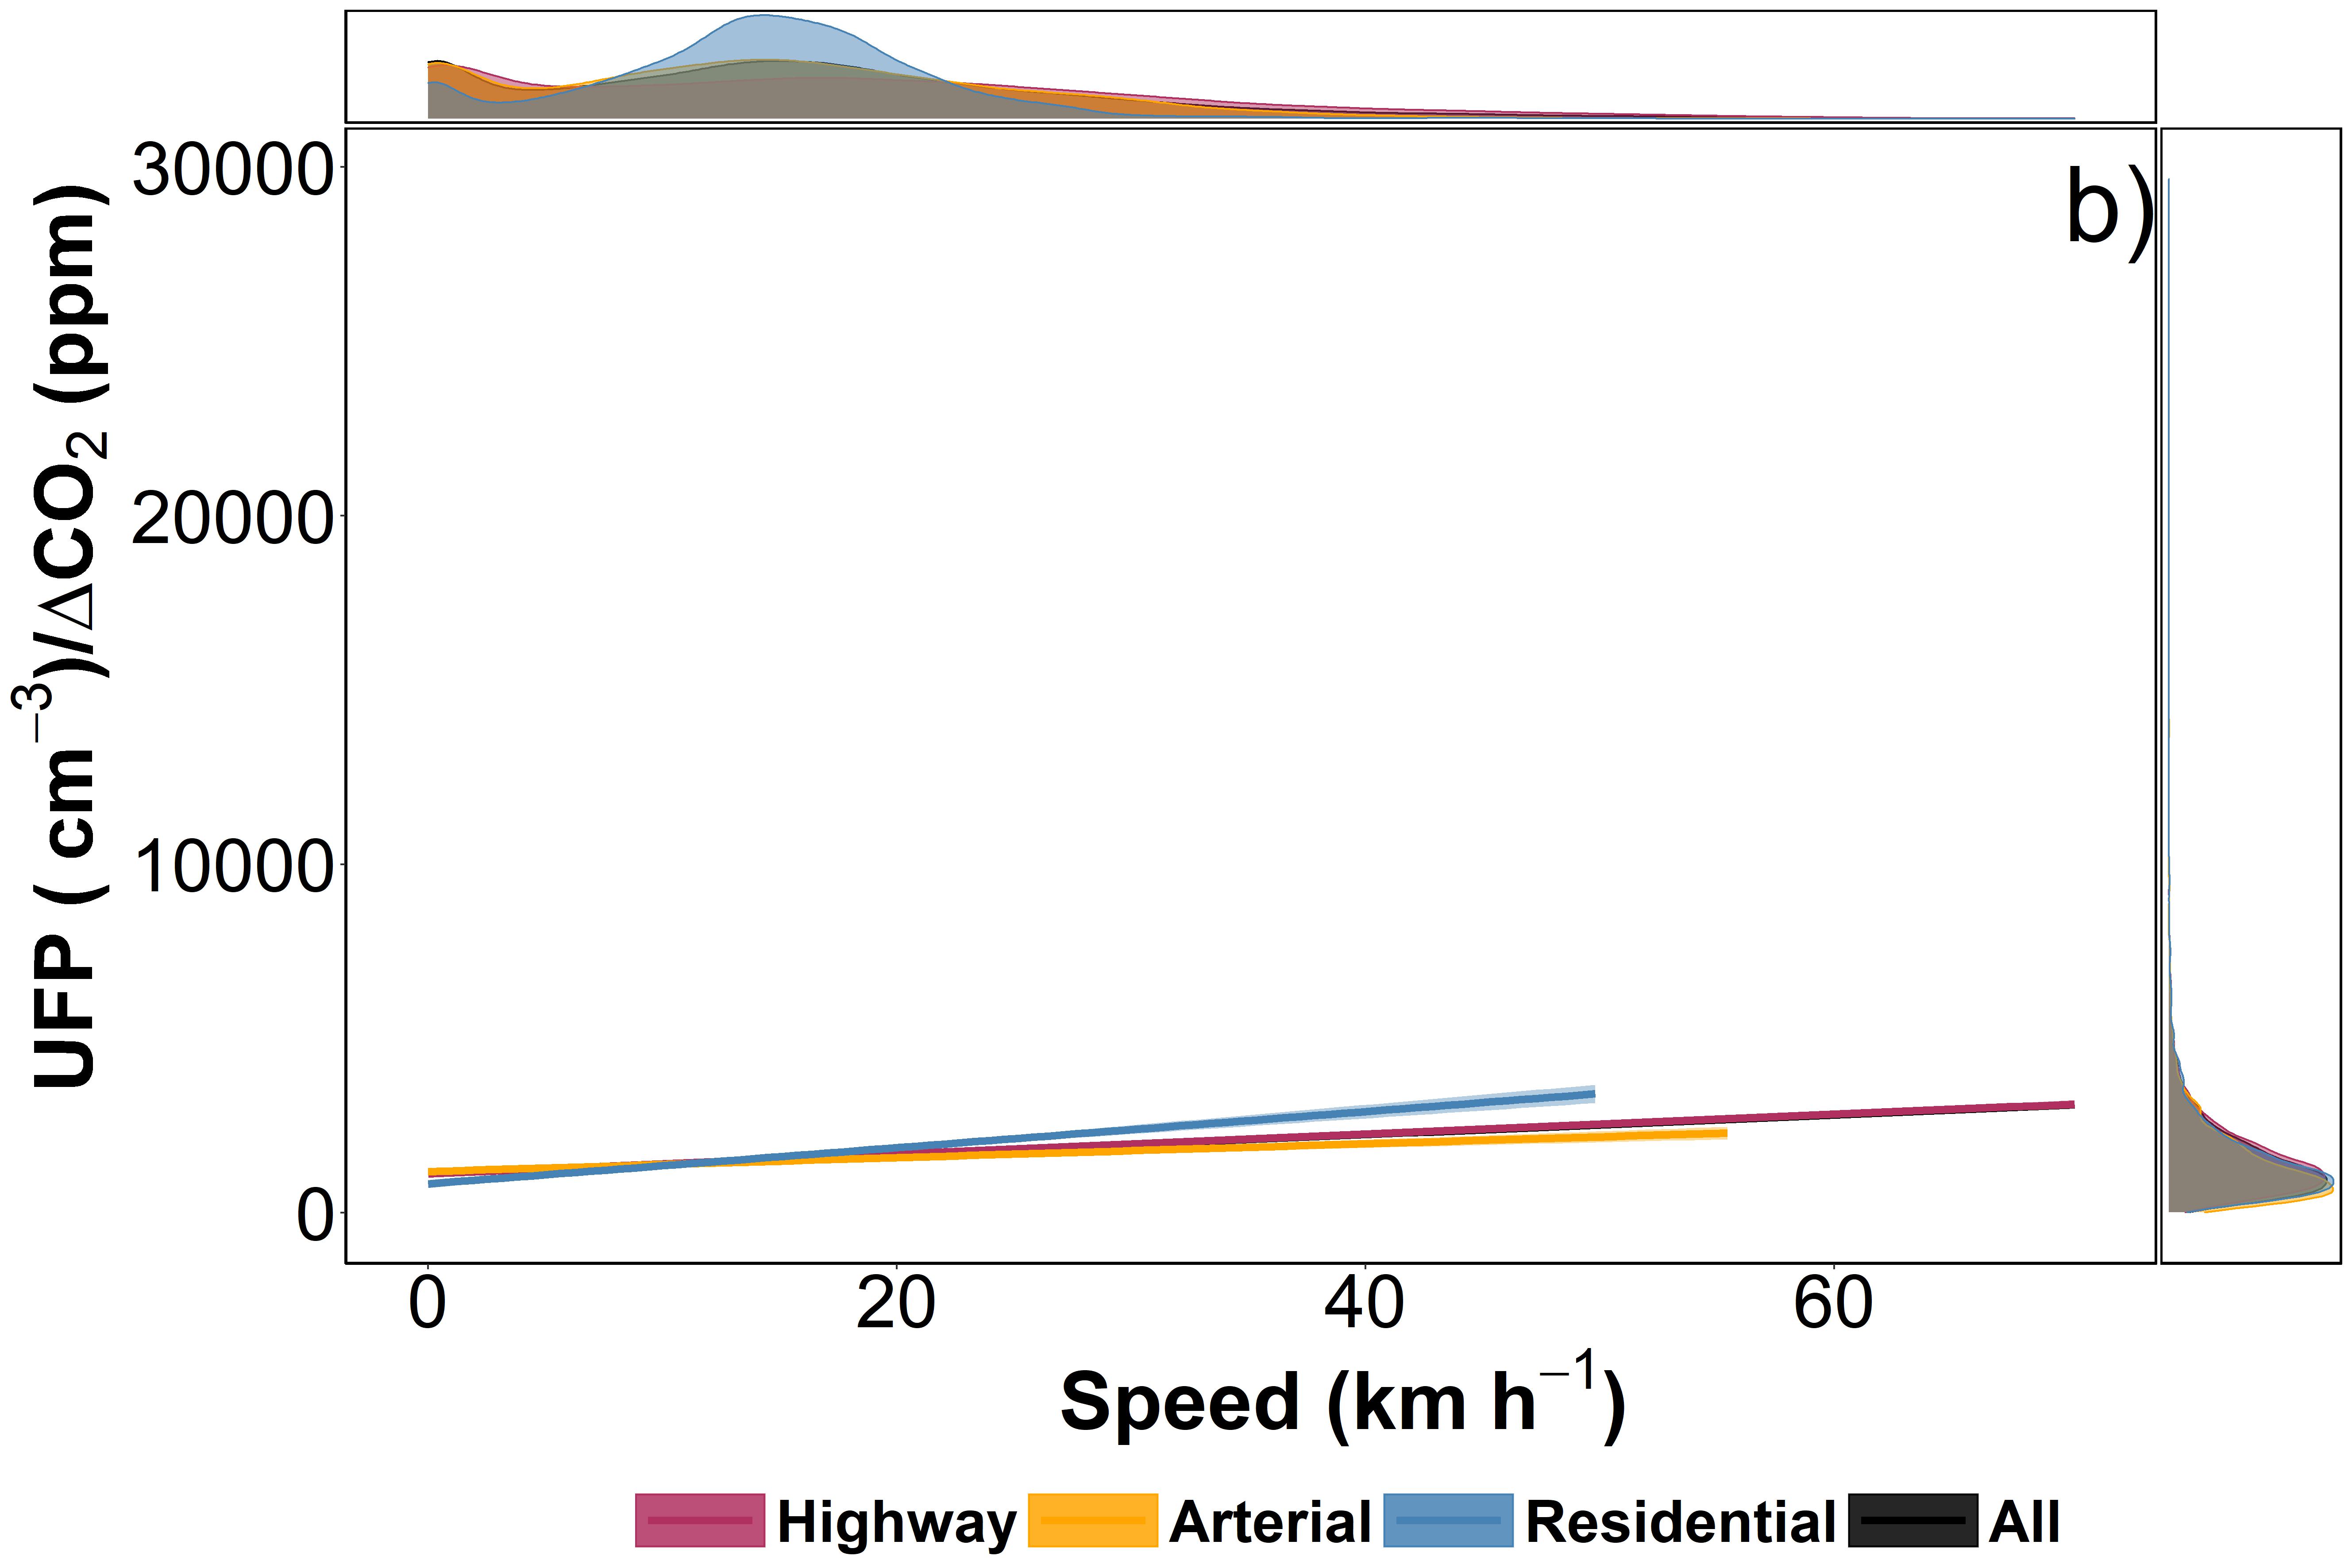 b)
UFP ( cm⁻³)/ΔCO₂ (ppm)
30000
20000
10000
0
0 20 40 60
Speed (km h⁻¹)
Highway Arterial Residential All